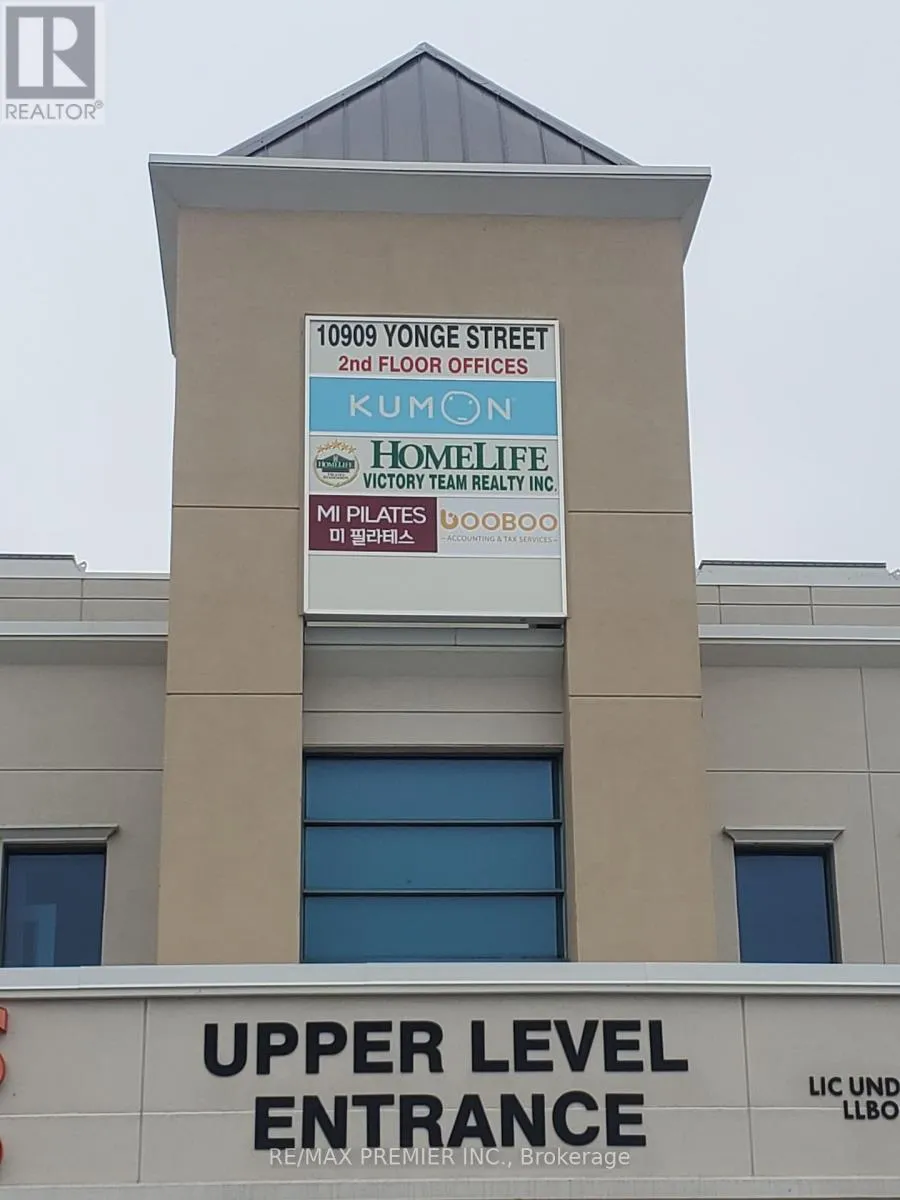 R
REALTOR®
10909 YONGE STREET
2nd FLOOR OFFICES
KUMON
HOMELIFE
HOMELIFE
VICTORY TEAM REALTY INC.
MI PILATES
미 필라테스
BOOBOO
ACCOUNTING & TAX SERVICES
UPPER LEVEL
ENTRANCE
LIC UND
LLBO
RE/MAX PREMIER INC., Brokerage